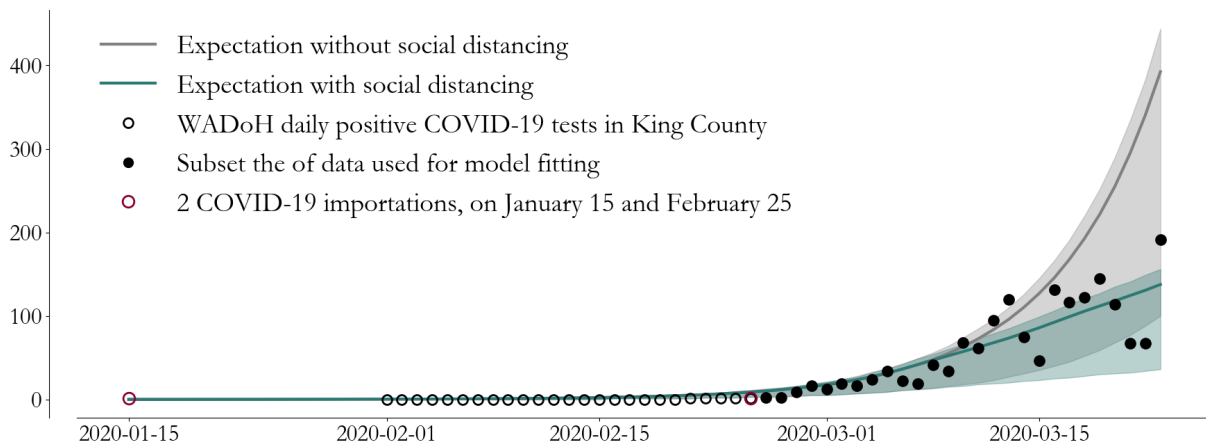 400
300
200
100
0
Expectation without social distancing
Expectation with social distancing
WADoH daily positive COVID-19 tests in King County
Subset the of data used for model fitting
2 COVID-19 importations, on January 15 and February 25
2020-01-15 2020-02-01 2020-02-15 2020-03-01 2020-03-15